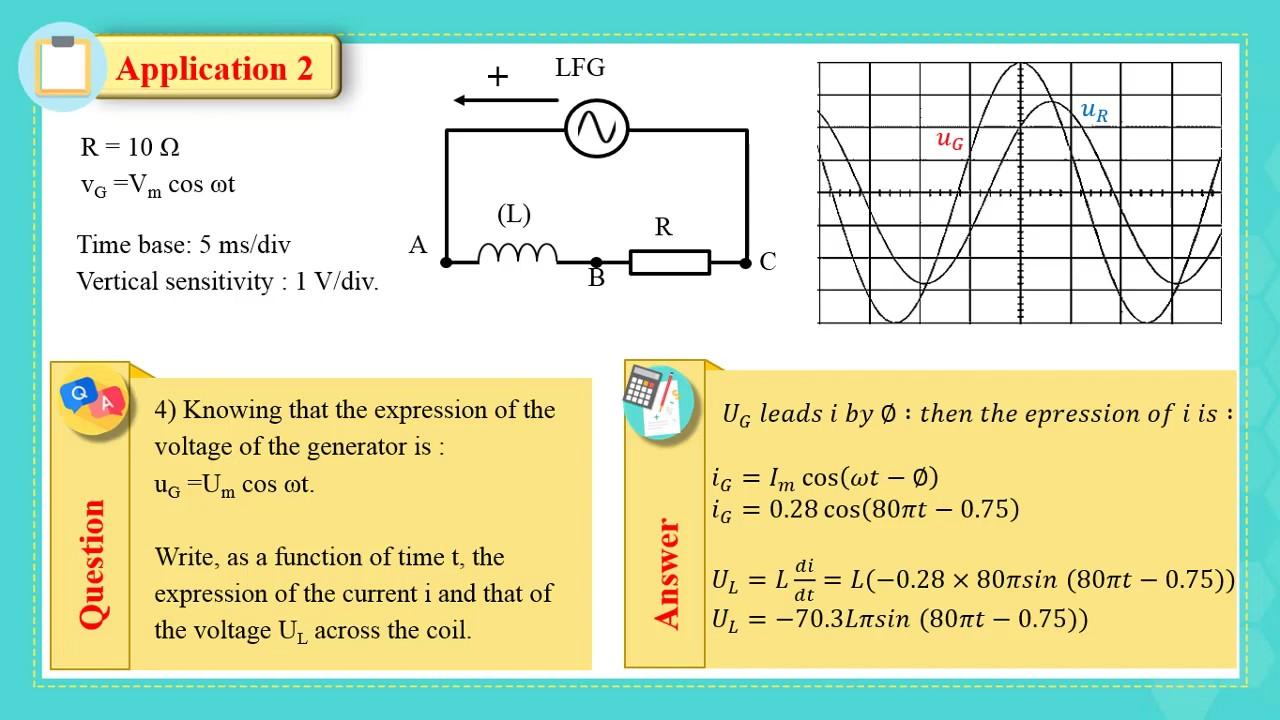 Application 2
R = 10 Ω
vG =Vm cos ωt
Time base: 5 ms/div
Vertical sensitivity : 1 V/div.
+
LFG
(L)
R
A
B
C
uG
uR
Question
Q
A
4) Knowing that the expression of the
voltage of the generator is :
uG =Um cos ωt.
Write, as a function of time t, the
expression of the current i and that of
the voltage UL across the coil.
Answer
UG leads i by ∅ : then the epression of i is :
iG = Im cos(ωt − ∅)
iG = 0.28 cos(80πt − 0.75)
UL = L di/dt = L(−0.28 × 80πsin (80πt − 0.75))
UL = −70.3Lπsin (80πt − 0.75))